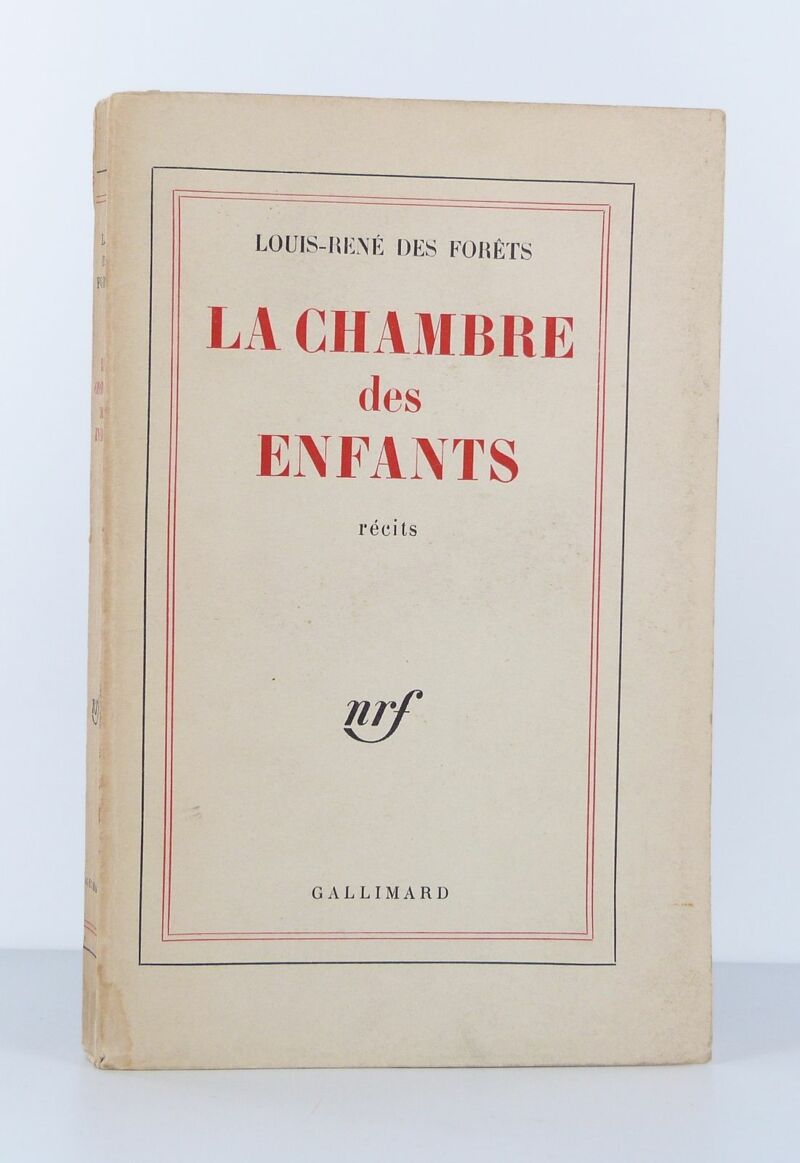 LOUIS-RENÉ DES FORÊTS
LA CHAMBRE
des
ENFANTS
récits
nrf
GALLIMARD